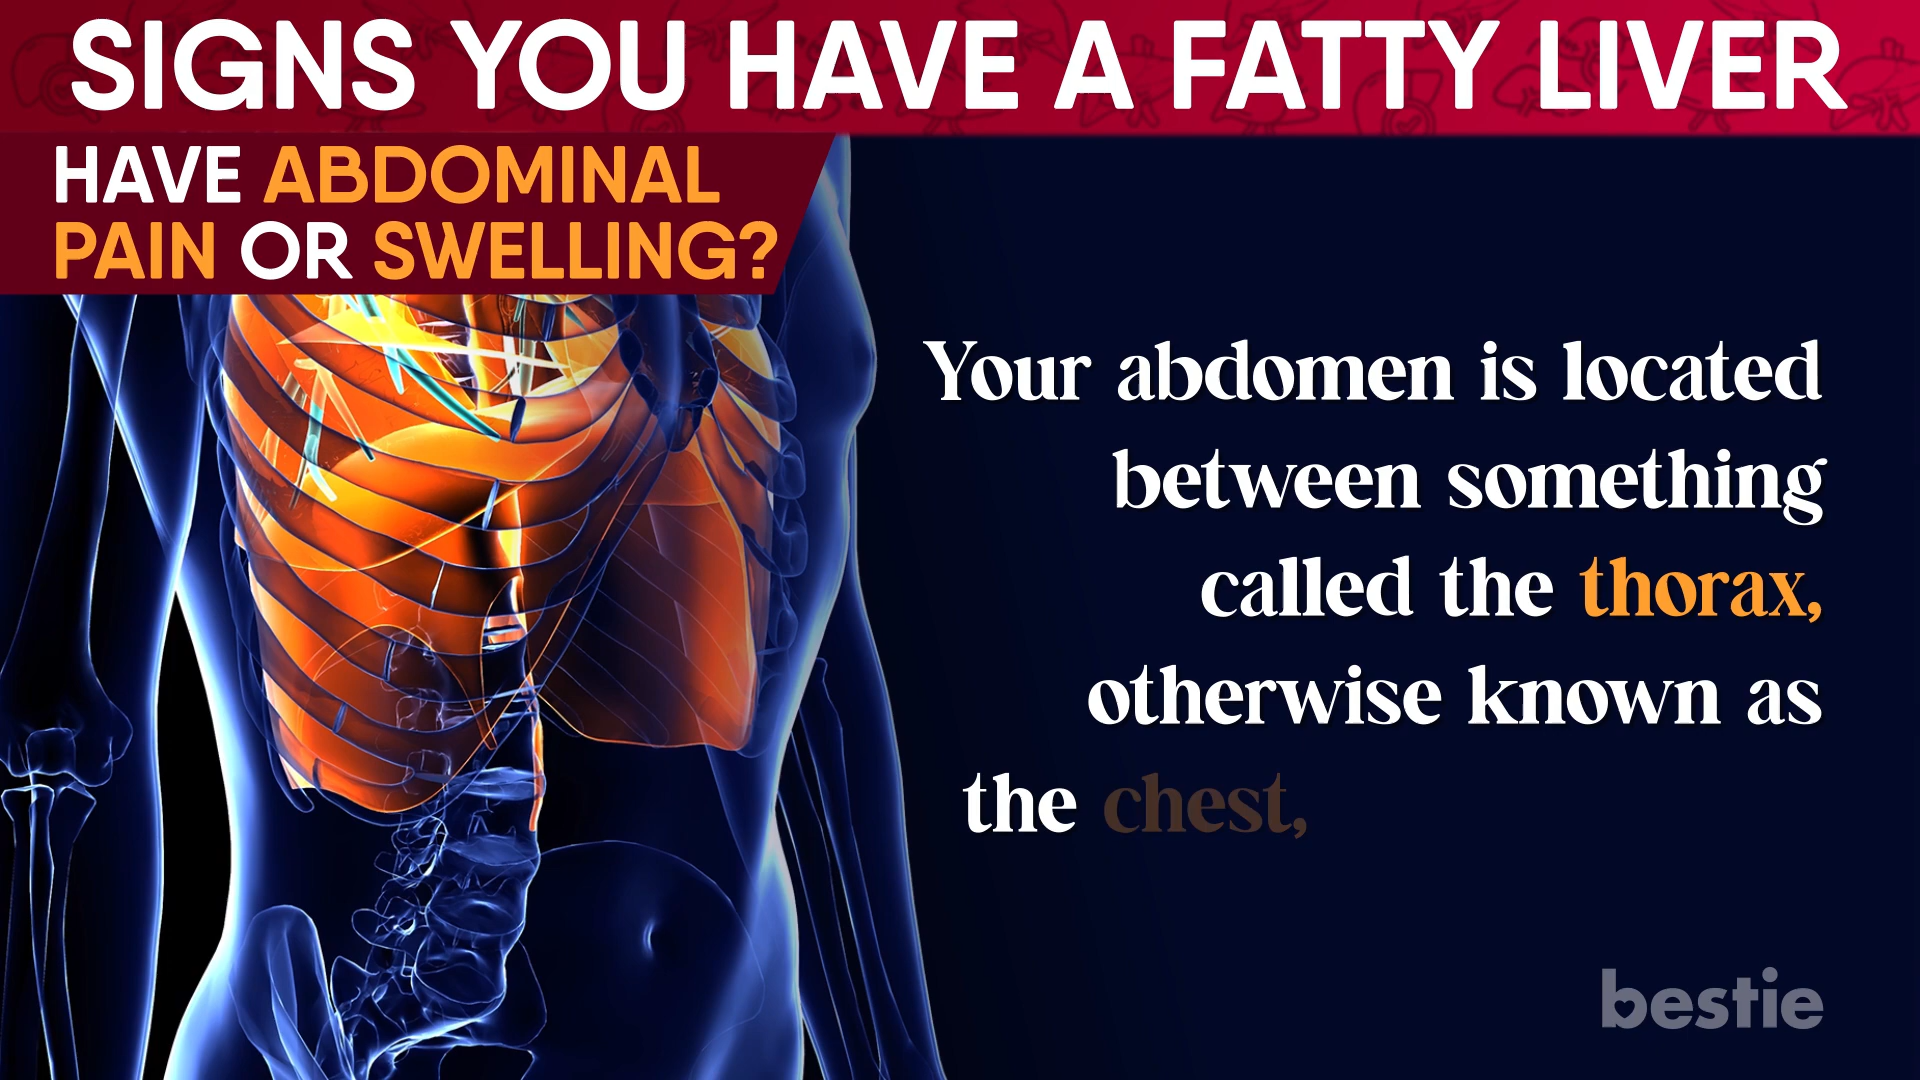 SIGNS YOU HAVE A FATTY LIVER
HAVE ABDOMINAL
PAIN OR SWELLING?
Your abdomen is located
between something
called the thorax,
otherwise known as
the chest,
bestie